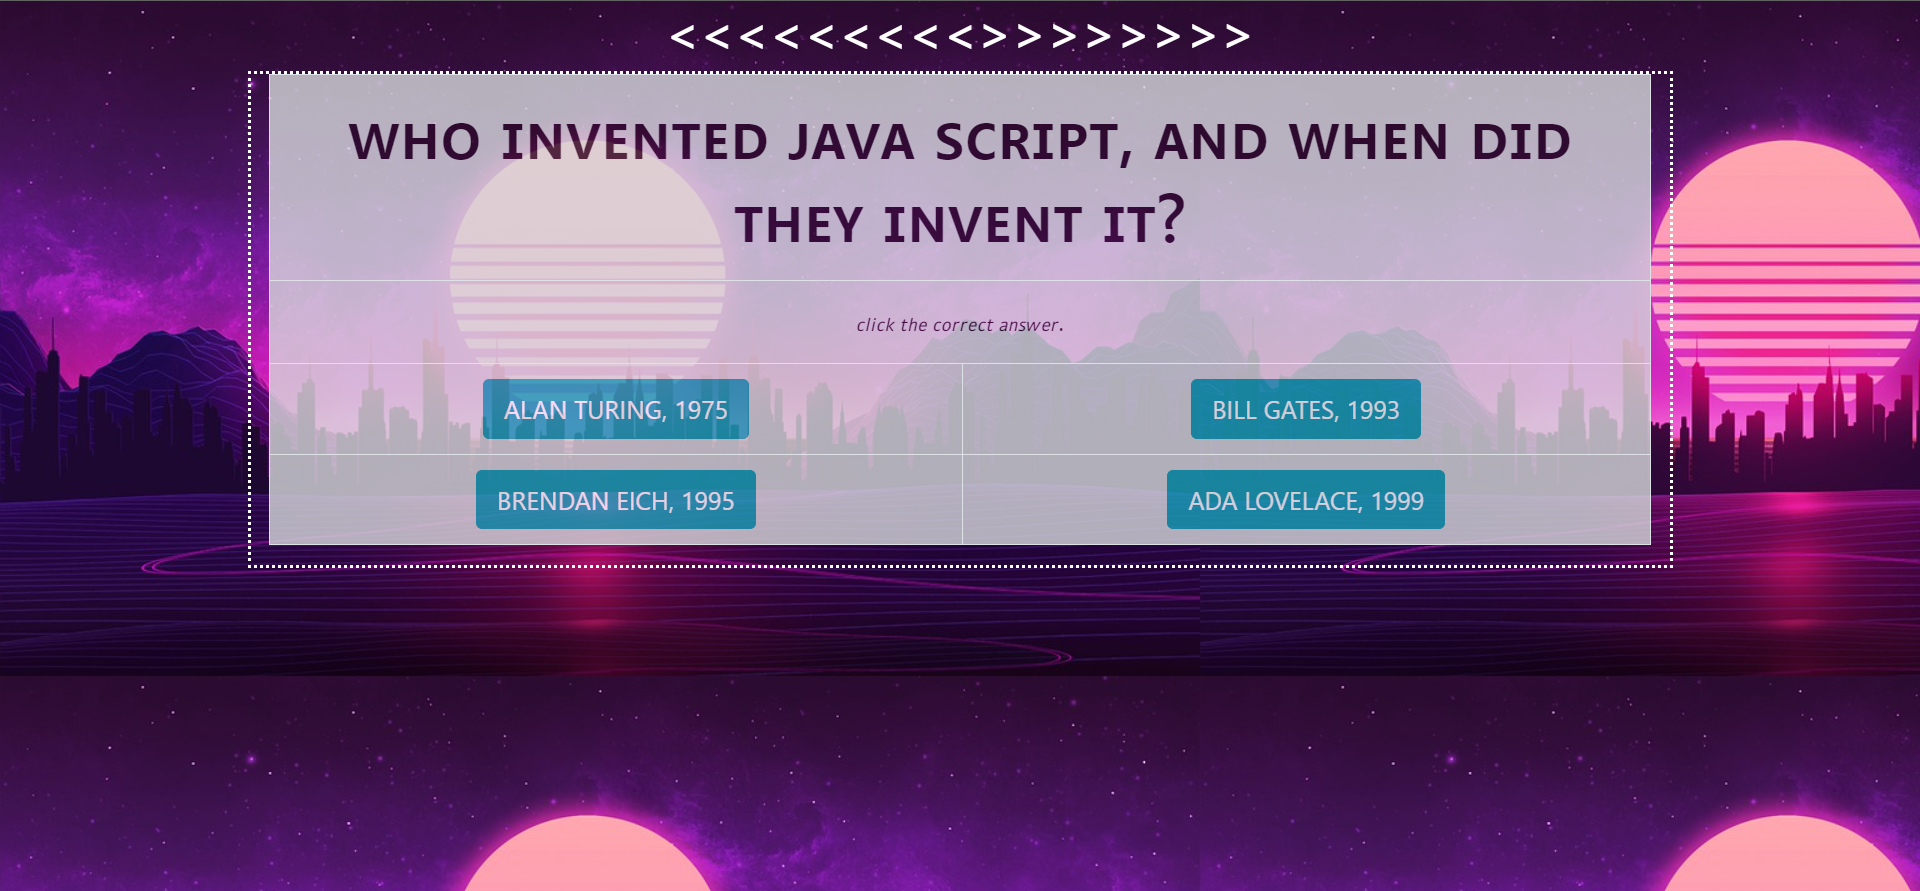 <<<<<<<<<>>>>>>>>
WHO INVENTED JAVA SCRIPT, AND WHEN DID
THEY INVENT IT?
click the correct answer.
ALAN TURING, 1975
BILL GATES, 1993
BRENDAN EICH, 1995
ADA LOVELACE, 1999